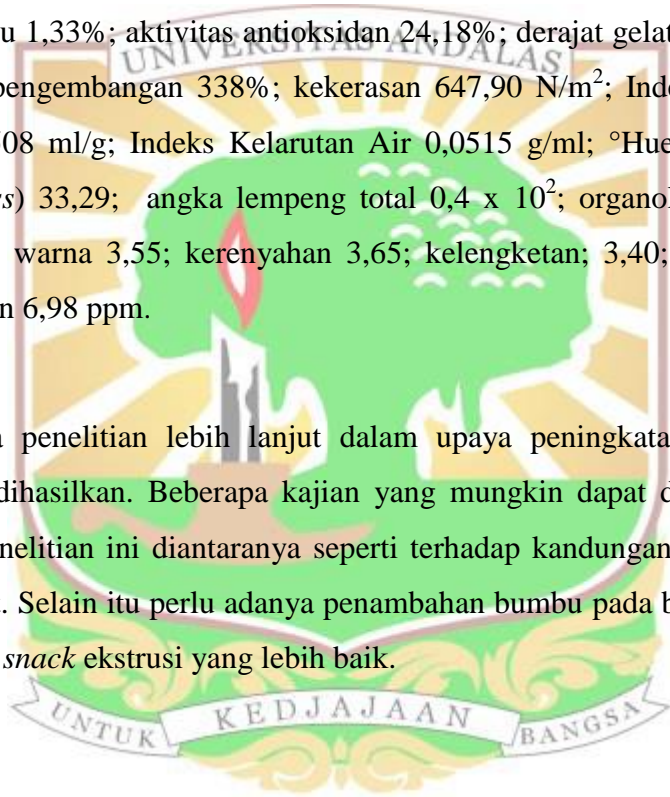 UNIVERSITAS ANDALAS
u 1,33%; aktivitas antioksidan 24,18%; derajat gelat
pengembangan 338%; kekerasan 647,90 N/m²; Inde
508 ml/g; Indeks Kelarutan Air 0,0515 g/ml; °Hue
s) 33,29; angka lempeng total 0,4 x 10²; organol
warna 3,55; kerenyahan 3,65; kelengketan; 3,40;
n 6,98 ppm.
penelitian lebih lanjut dalam upaya peningkata
dihasilkan. Beberapa kajian yang mungkin dapat d
nelitian ini diantaranya seperti terhadap kandungan
. Selain itu perlu adanya penambahan bumbu pada b
snack ekstrusi yang lebih baik.
UNTUK KEDJAJAAN BANGSA